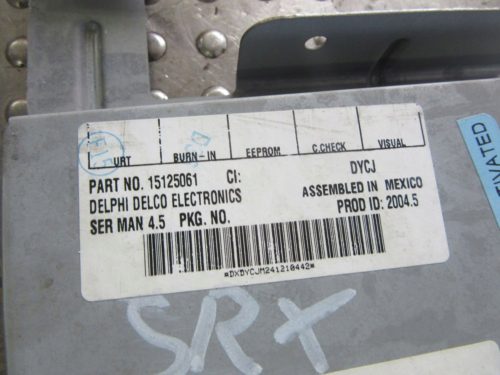 URT BURN-IN EEPROM C.CHECK VISUAL
PART NO. 15125061 CI: DYCJ
DELPHI DELCO ELECTRONICS ASSEMBLED IN MEXICO
SER MAN 4.5 PKG. NO. PROD ID: 2004.5
*DXDYCJM241210442*
SRX